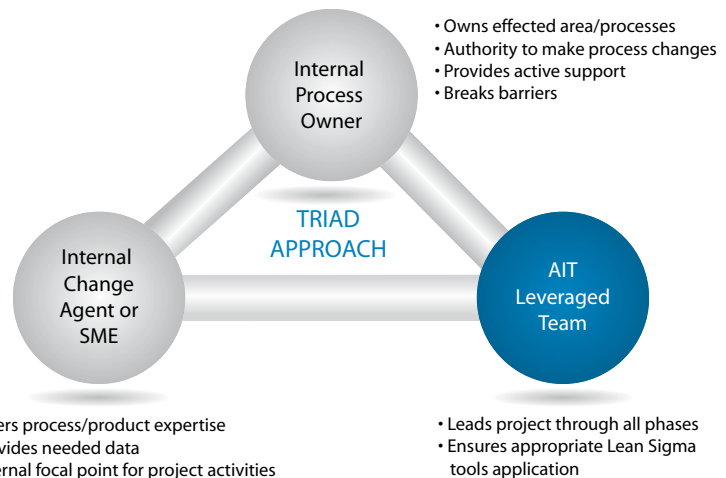 • Owns effected area/processes
• Authority to make process changes
• Provides active support
• Breaks barriers
Internal
Process
Owner
TRIAD
APPROACH
Internal
Change
Agent or
SME
AIT
Leveraged
Team
process/product expertise
needed data
focal point for project activities
• Leads project through all phases
• Ensures appropriate Lean Sigma
tools application